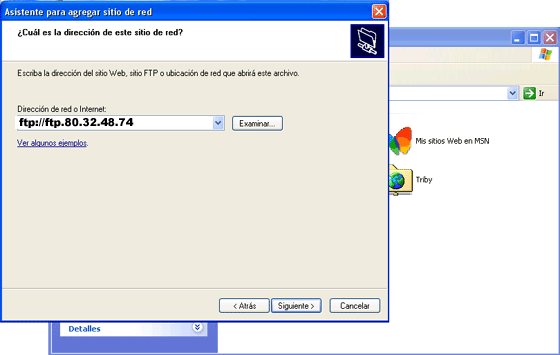 Asistente para agregar sitio de red
¿Cuál es la dirección de este sitio de red?
Escriba la dirección del sitio Web, sitio FTP o ubicación de red que abrirá este archivo.
Dirección de red o Internet:
ftp://ftp.80.32.48.74
Examinar...
Ver algunos ejemplos.
< Atrás
Siguiente >
Cancelar
Ir
Mis sitios Web en MSN
Triby
Detalles